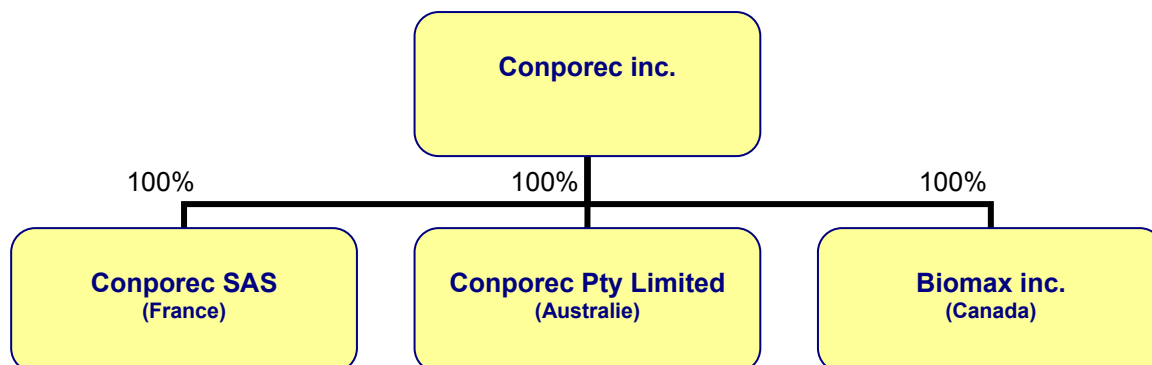 Conporec inc.
100%
100%
100%
Conporec SAS
(France)
Conporec Pty Limited
(Australie)
Biomax inc.
(Canada)